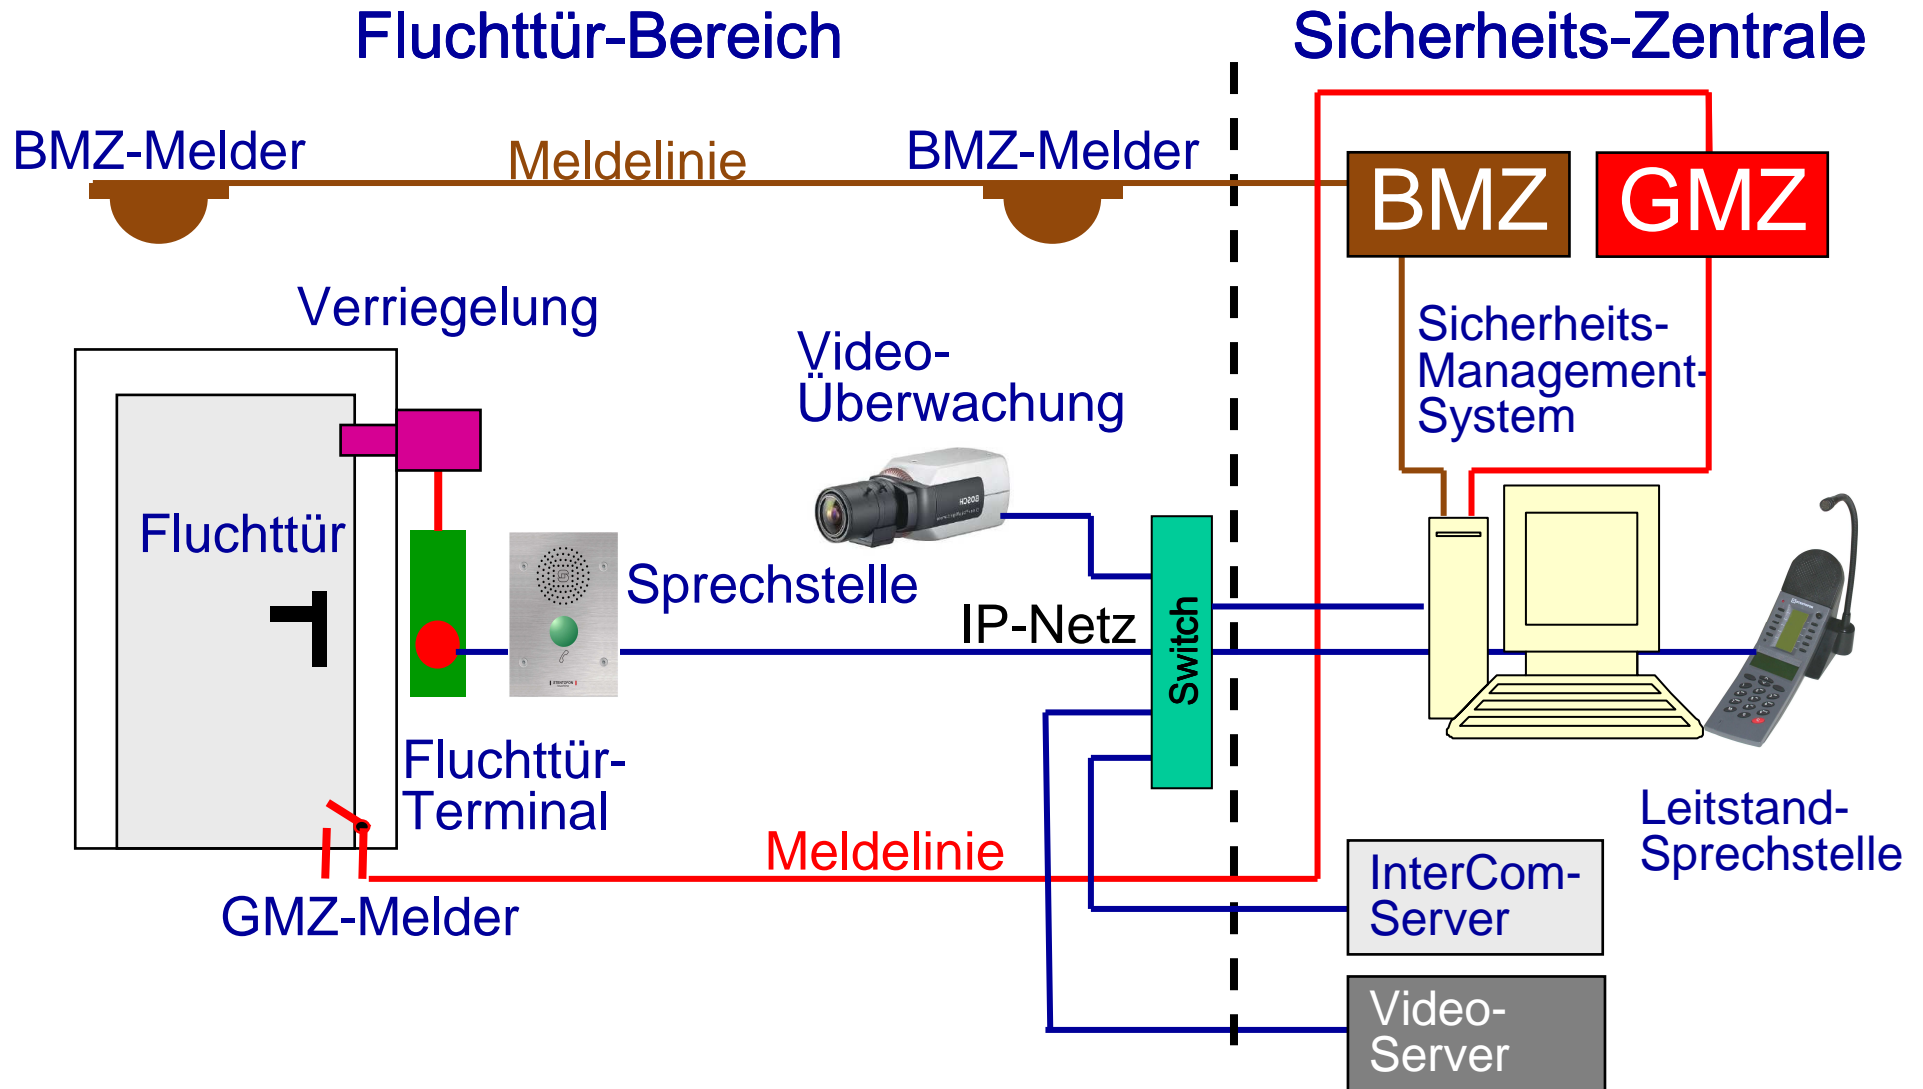 Fluchttür-Bereich
Sicherheits-Zentrale
BMZ-Melder
Meldelinie
BMZ-Melder
BMZ
GMZ
Verriegelung
Video-
Überwachung
Sicherheits-
Management-
System
BOSCH
Fluchttür
Sprechstelle
IP-Netz
Switch
Fluchttür-
Terminal
Meldelinie
GMZ-Melder
Leitstand-
Sprechstelle
InterCom-
Server
Video-
Server